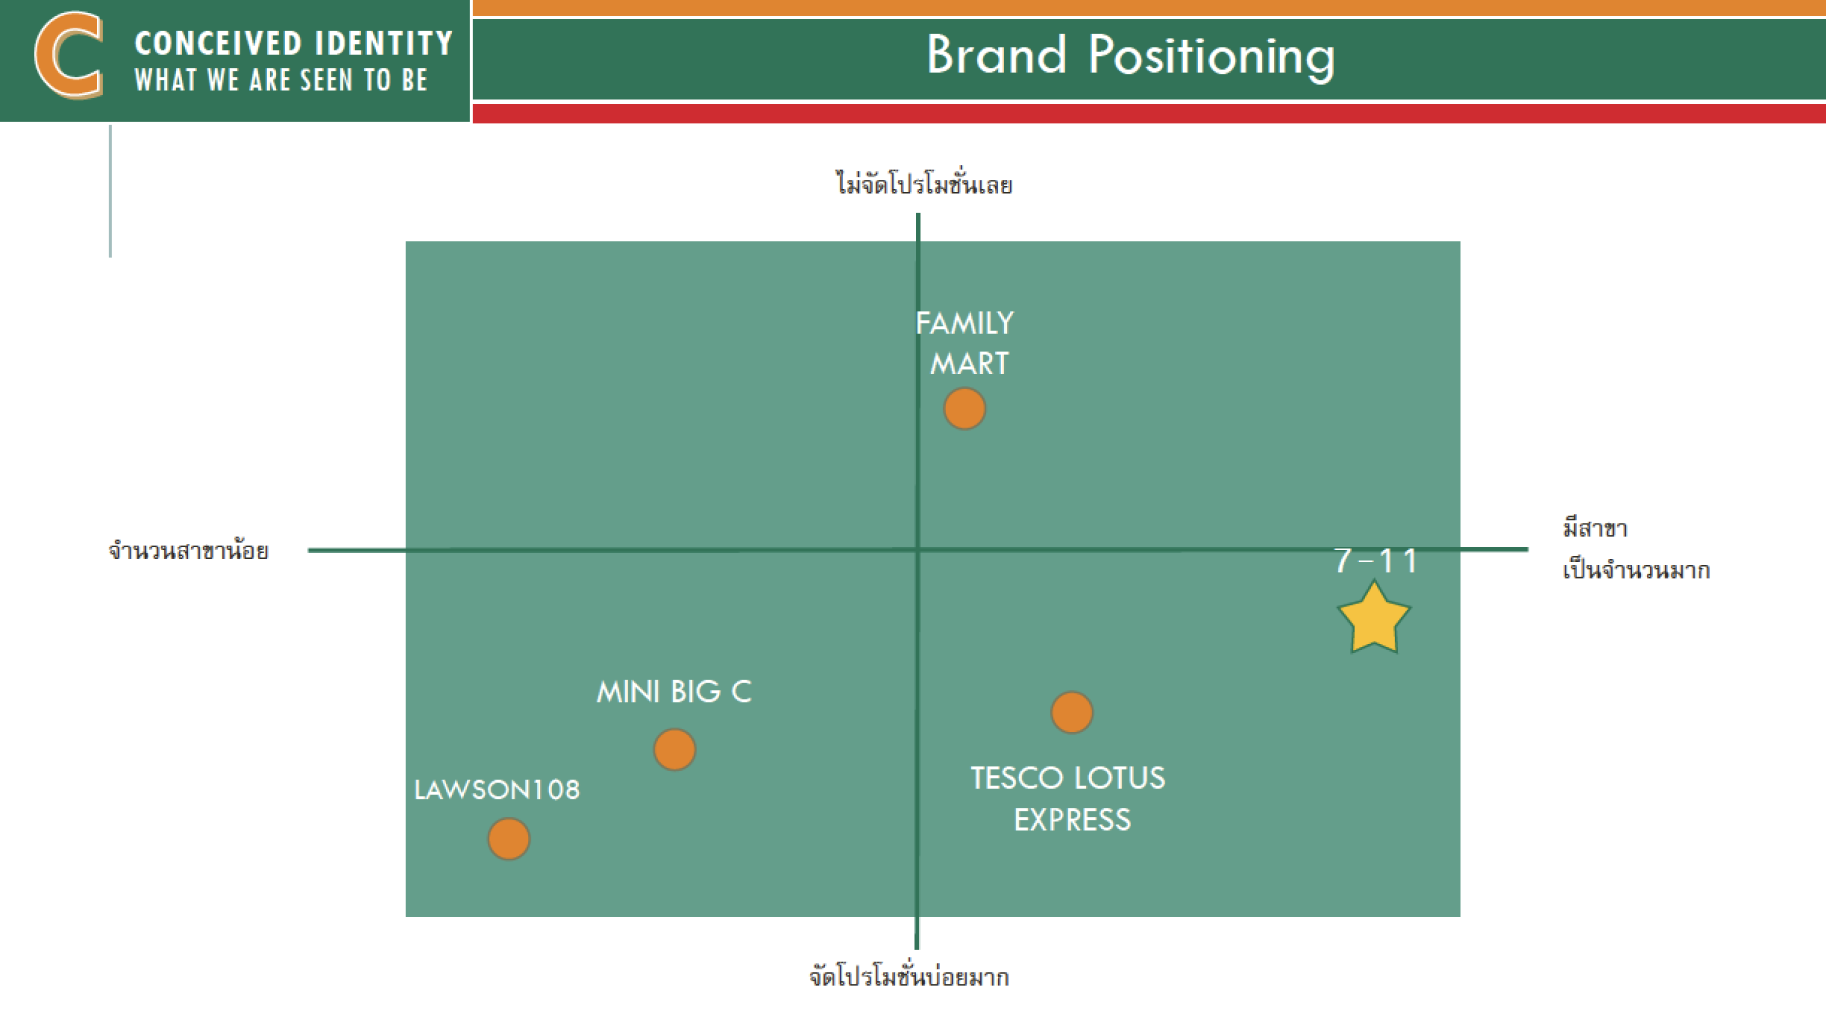 C
CONCEIVED IDENTITY
WHAT WE ARE SEEN TO BE
Brand Positioning
ไม่จัดโปรโมชั่นเลย
FAMILY
MART
จำนวนสาขาน้อย
มีสาขา
เป็นจำนวนมาก
7-11
MINI BIG C
LAWSON108
TESCO LOTUS
EXPRESS
จัดโปรโมชั่นบ่อยมาก